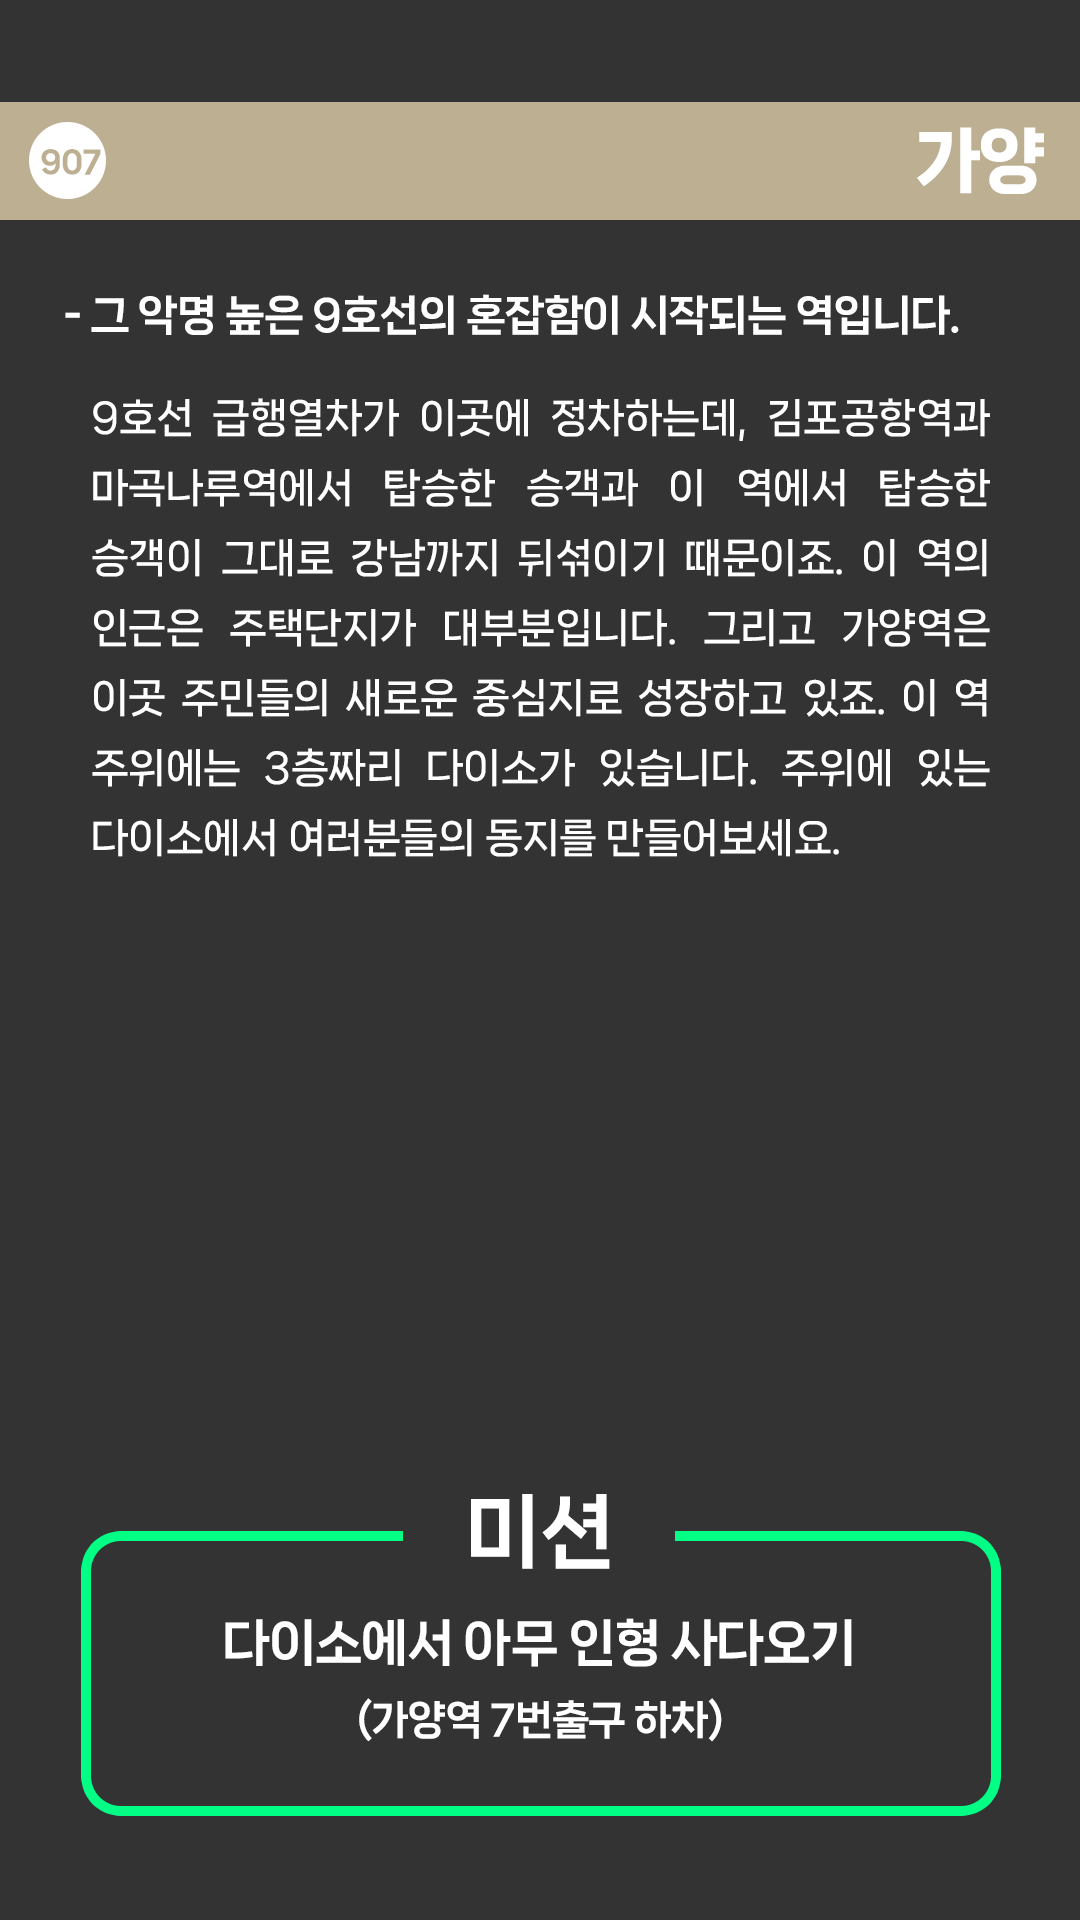 907
가양
- 그 악명 높은 9호선의 혼잡함이 시작되는 역입니다.
9호선 급행열차가 이곳에 정차하는데, 김포공항역과
마곡나루역에서 탑승한 승객과 이 역에서 탑승한
승객이 그대로 강남까지 뒤섞이기 때문이죠. 이 역의
인근은 주택단지가 대부분입니다. 그리고 가양역은
이곳 주민들의 새로운 중심지로 성장하고 있죠. 이 역
주위에는 3층짜리 다이소가 있습니다. 주위에 있는
다이소에서 여러분들의 동지를 만들어보세요.
미션
다이소에서 아무 인형 사다오기
(가양역 7번출구 하차)